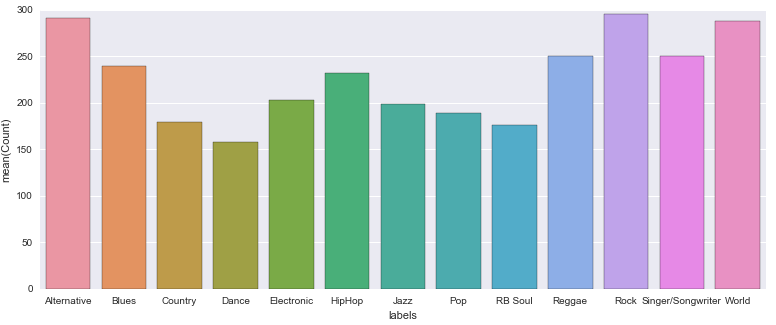 300
250
200
150
100
50
0
mean(Count)
Alternative Blues Country Dance Electronic HipHop Jazz Pop RB Soul Reggae Rock Singer/Songwriter World
labels